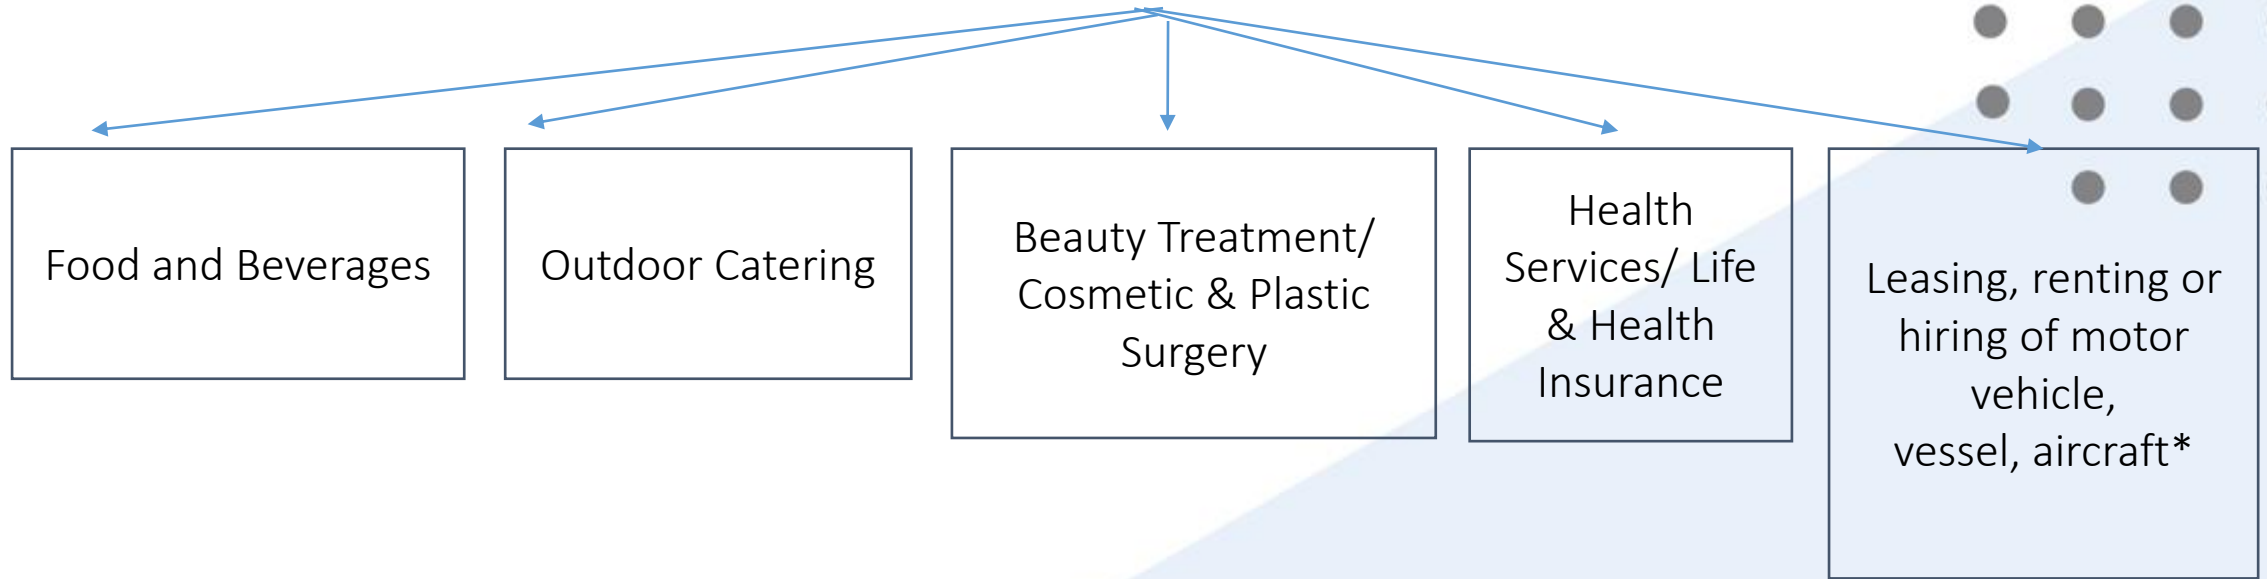 Food and Beverages
Outdoor Catering
Beauty Treatment/
Cosmetic & Plastic
Surgery
Health
Services/ Life
& Health
Insurance
Leasing, renting or
hiring of motor
vehicle,
vessel, aircraft*